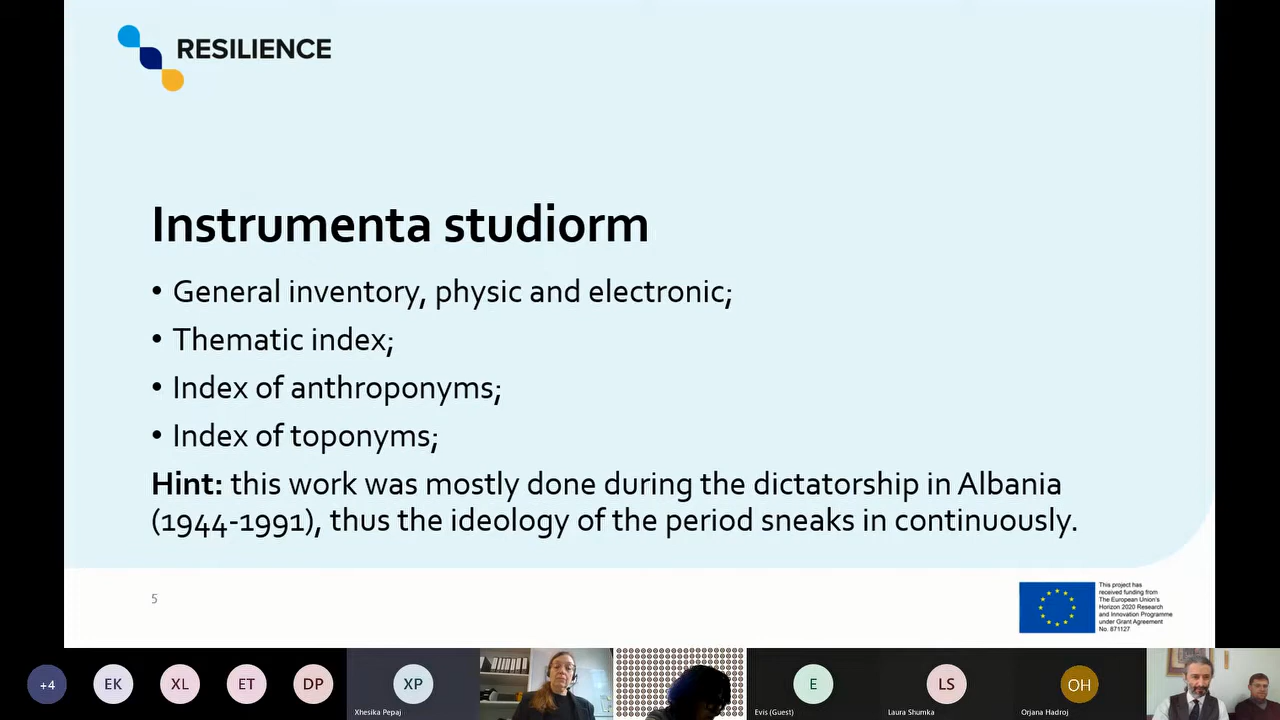 RESILIENCE
Instrumenta studiorm
• General inventory, physic and electronic;
• Thematic index;
• Index of anthroponyms;
• Index of toponyms;
Hint: this work was mostly done during the dictatorship in Albania
(1944-1991), thus the ideology of the period sneaks in continuously.
5
This project has
received funding from
The European Union's
Horizon 2020 Research
and Innovation Programme
under Grant Agreement
No. 871127
+4
EK
XL
ET
DP
XP
Xhesika Pepaj
E
Evis (Guest)
LS
Laura Shumka
OH
Orjana Hadroj